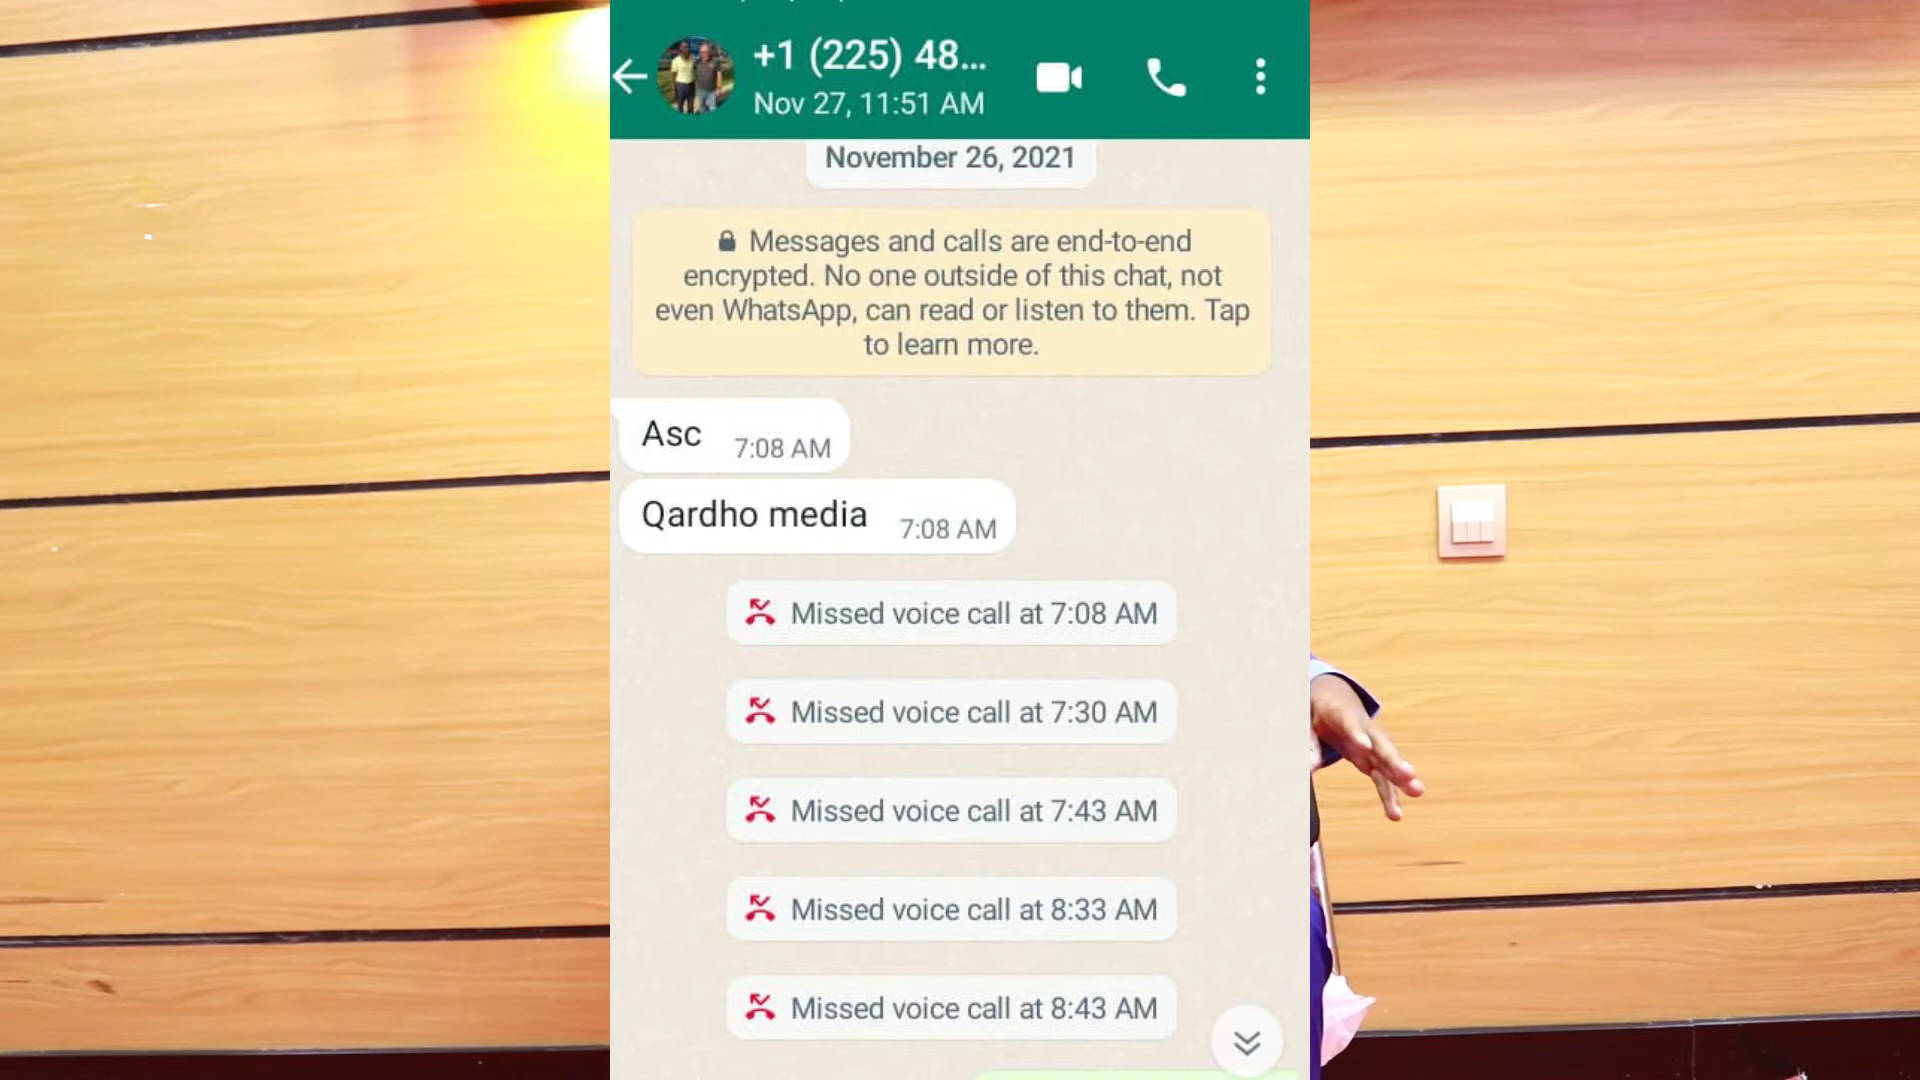 +1 (225) 48...
Nov 27, 11:51 AM
November 26, 2021
Messages and calls are end-to-end
encrypted. No one outside of this chat, not
even WhatsApp, can read or listen to them. Tap
to learn more.
Asc 7:08 AM
Qardho media 7:08 AM
Missed voice call at 7:08 AM
Missed voice call at 7:30 AM
Missed voice call at 7:43 AM
Missed voice call at 8:33 AM
Missed voice call at 8:43 AM